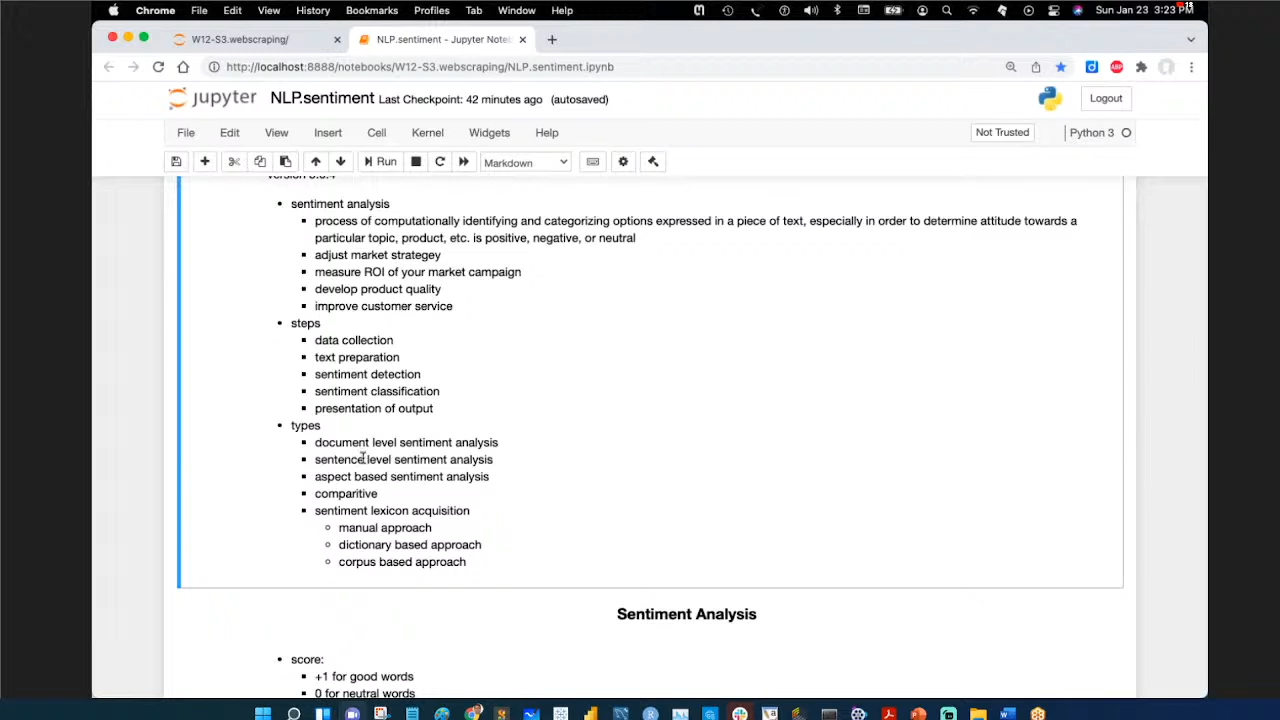 Chrome File Edit View History Bookmarks Profiles Tab Window Help Sun Jan 23 3:23 PM
W12-S3.webscraping/ NLP.sentiment - Jupyter Note
http://localhost:8888/notebooks/W12-S3.webscraping/NLP.sentiment.ipynb
jupyter NLP.sentiment Last Checkpoint: 42 minutes ago (autosaved) Logout
File Edit View Insert Cell Kernel Widgets Help Not Trusted Python 3
Run Markdown
sentiment analysis
process of computationally identifying and categorizing options expressed in a piece of text, especially in order to determine attitude towards a
particular topic, product, etc. is positive, negative, or neutral
adjust market strategey
measure ROI of your market campaign
develop product quality
improve customer service
steps
data collection
text preparation
sentiment detection
sentiment classification
presentation of output
types
document level sentiment analysis
sentence level sentiment analysis
aspect based sentiment analysis
comparitive
sentiment lexicon acquisition
manual approach
dictionary based approach
corpus based approach
Sentiment Analysis
score:
+1 for good words
0 for neutral words